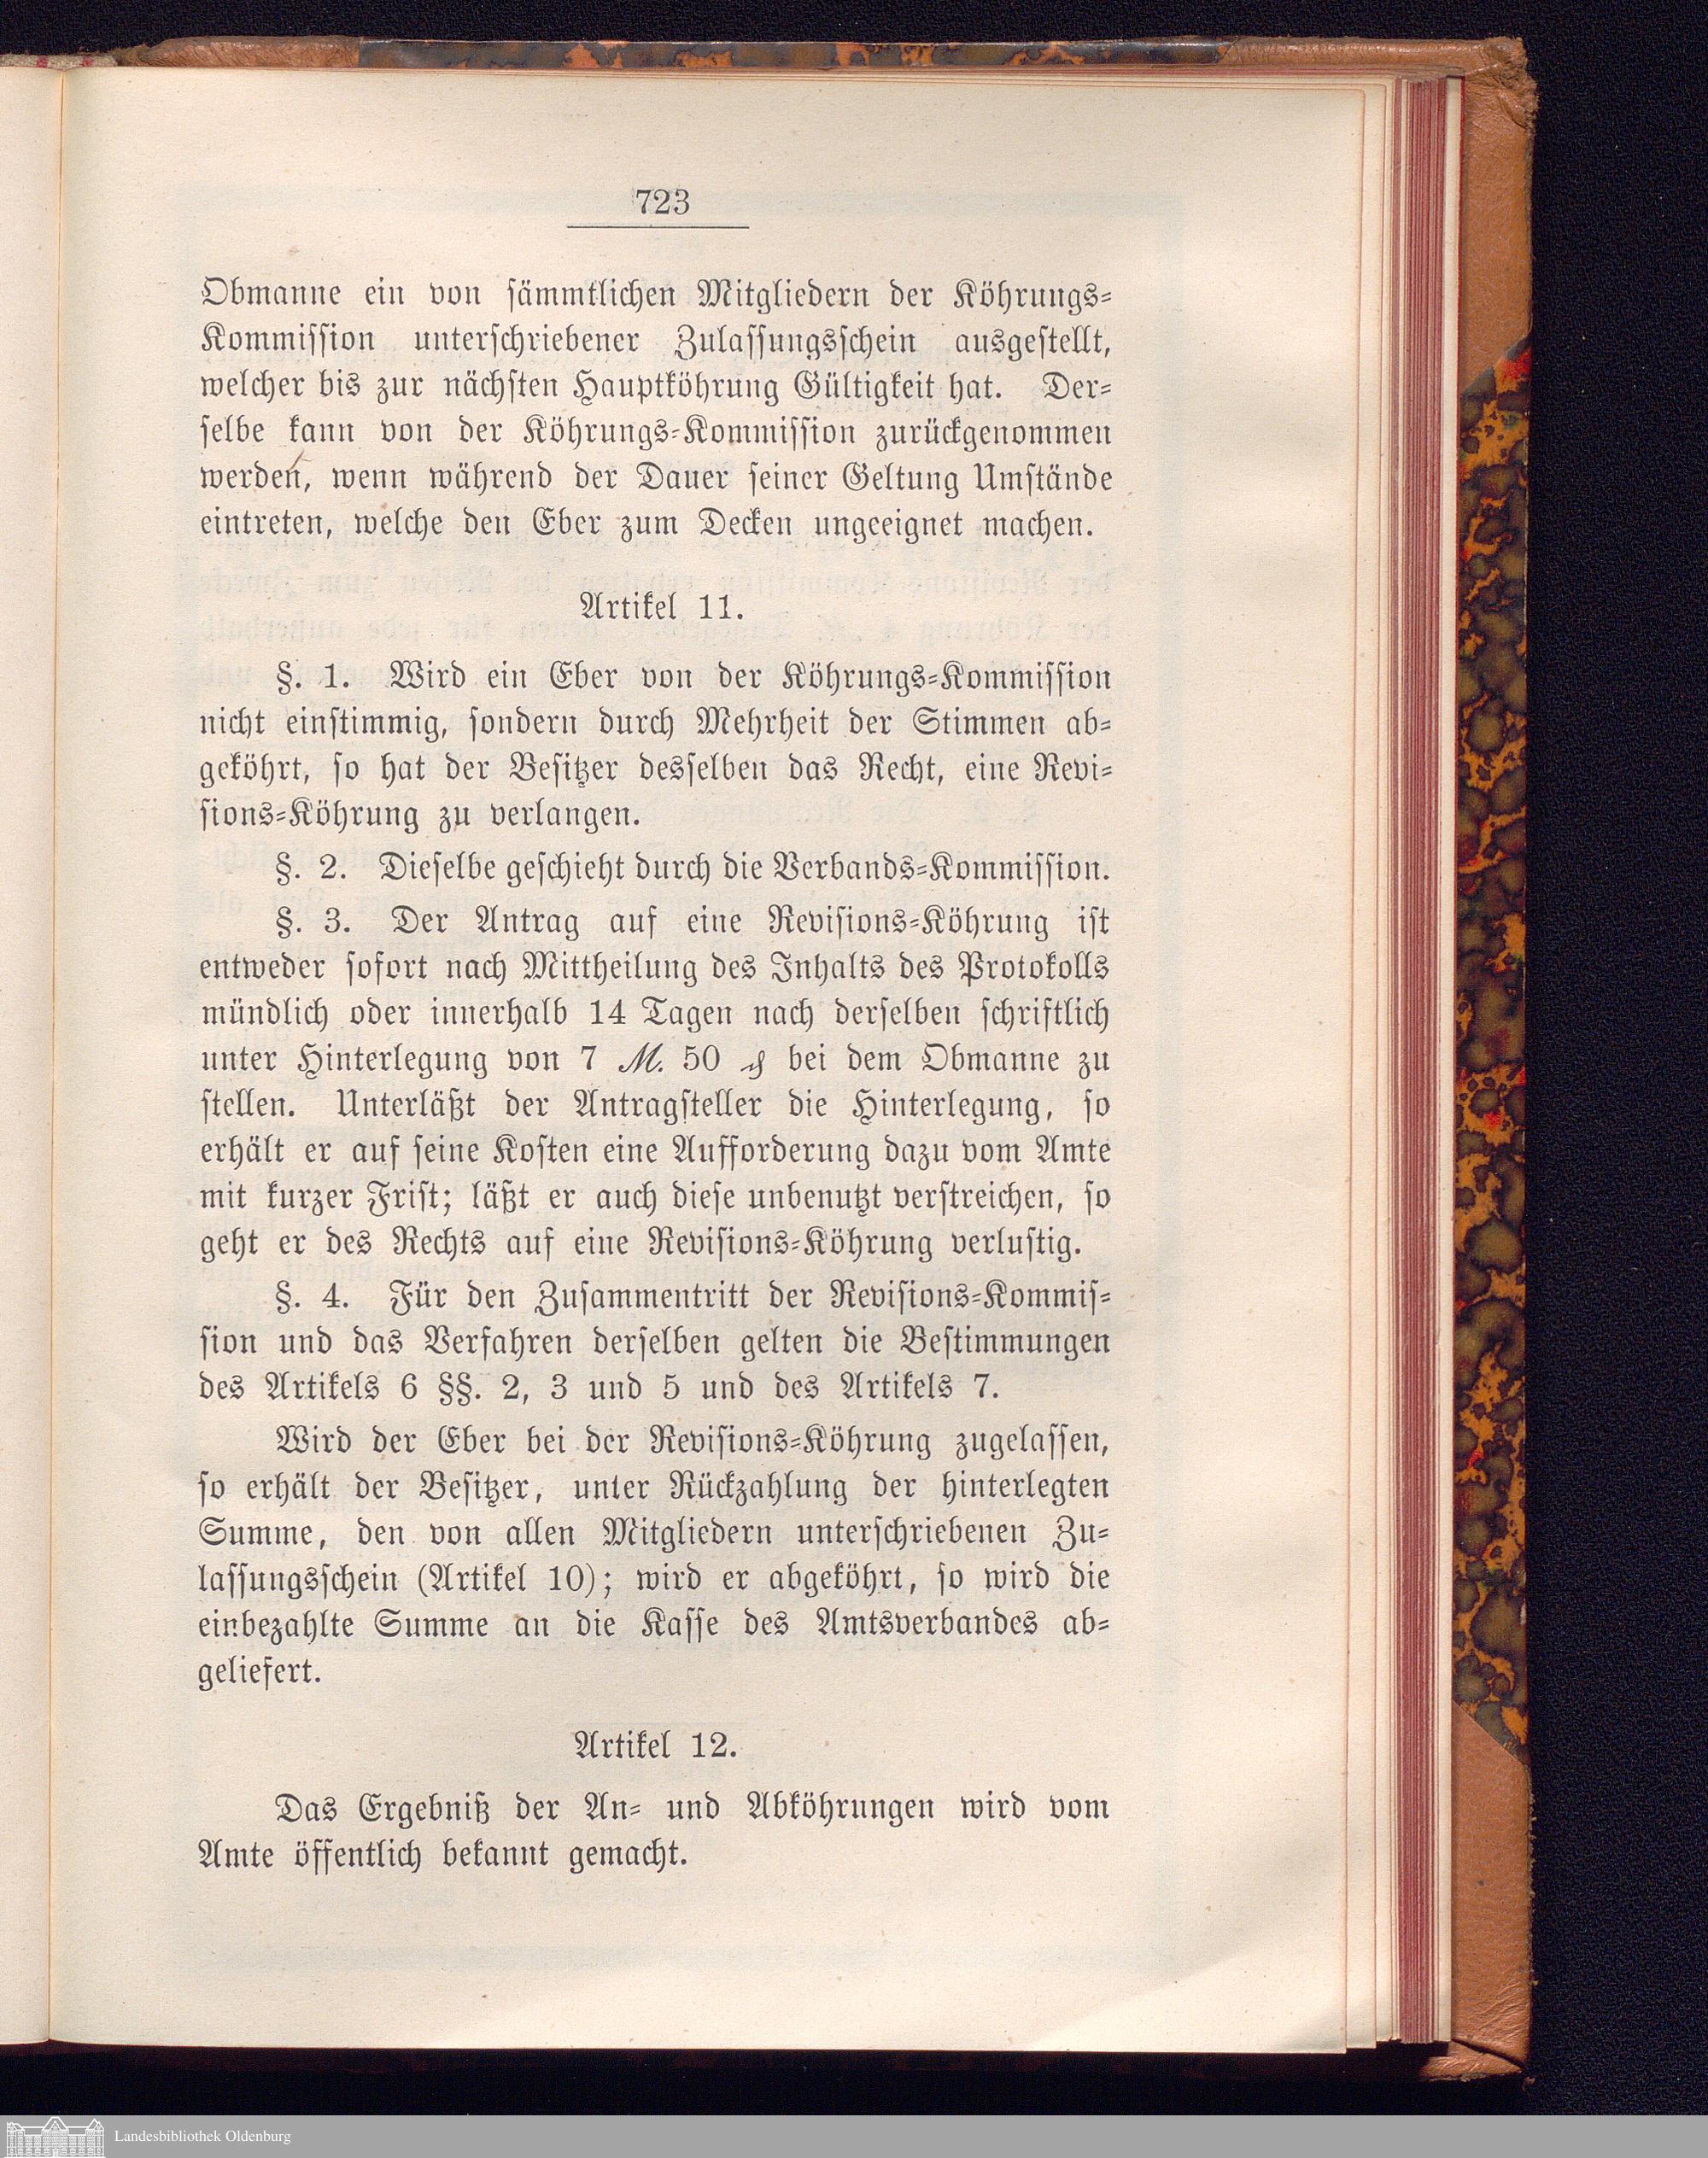 723
Obmanne ein von sämmtlichen Mitgliedern der Köhrungs-
Kommission unterschriebener Zulassungsschein ausgestellt,
welcher bis zur nächsten Hauptköhrung Gültigkeit hat. Der-
selbe kann von der Köhrungs-Kommission zurückgenommen
werden, wenn während der Dauer seiner Geltung Umstände
eintreten, welche den Eber zum Decken ungeeignet machen.
Artikel 11.
§. 1. Wird ein Eber von der Köhrungs-Kommission
nicht einstimmig, sondern durch Mehrheit der Stimmen ab-
geköhrt, so hat der Besitzer desselben das Recht, eine Revi-
sions-Köhrung zu verlangen.
§. 2. Dieselbe geschieht durch die Verbands-Kommission.
§. 3. Der Antrag auf eine Revisions-Köhrung ist
entweder sofort nach Mittheilung des Inhalts des Protokolls
mündlich oder innerhalb 14 Tagen nach derselben schriftlich
unter Hinterlegung von 7 M. 50 ₰ bei dem Obmanne zu
stellen. Unterläßt der Antragsteller die Hinterlegung, so
erhält er auf seine Kosten eine Aufforderung dazu vom Amte
mit kurzer Frist; läßt er auch diese unbenutzt verstreichen, so
geht er des Rechts auf eine Revisions-Köhrung verlustig.
§. 4. Für den Zusammentritt der Revisions-Kommis-
sion und das Verfahren derselben gelten die Bestimmungen
des Artikels 6 §§. 2, 3 und 5 und des Artikels 7.
Wird der Eber bei der Revisions-Köhrung zugelassen,
so erhält der Besitzer, unter Rückzahlung der hinterlegten
Summe, den von allen Mitgliedern unterschriebenen Zu-
lassungsschein (Artikel 10); wird er abgeköhrt, so wird die
einbezahlte Summe an die Kasse des Amtsverbandes ab-
geliefert.
Artikel 12.
Das Ergebniß der An- und Abköhrungen wird vom
Amte öffentlich bekannt gemacht.
Landesbibliothek Oldenburg